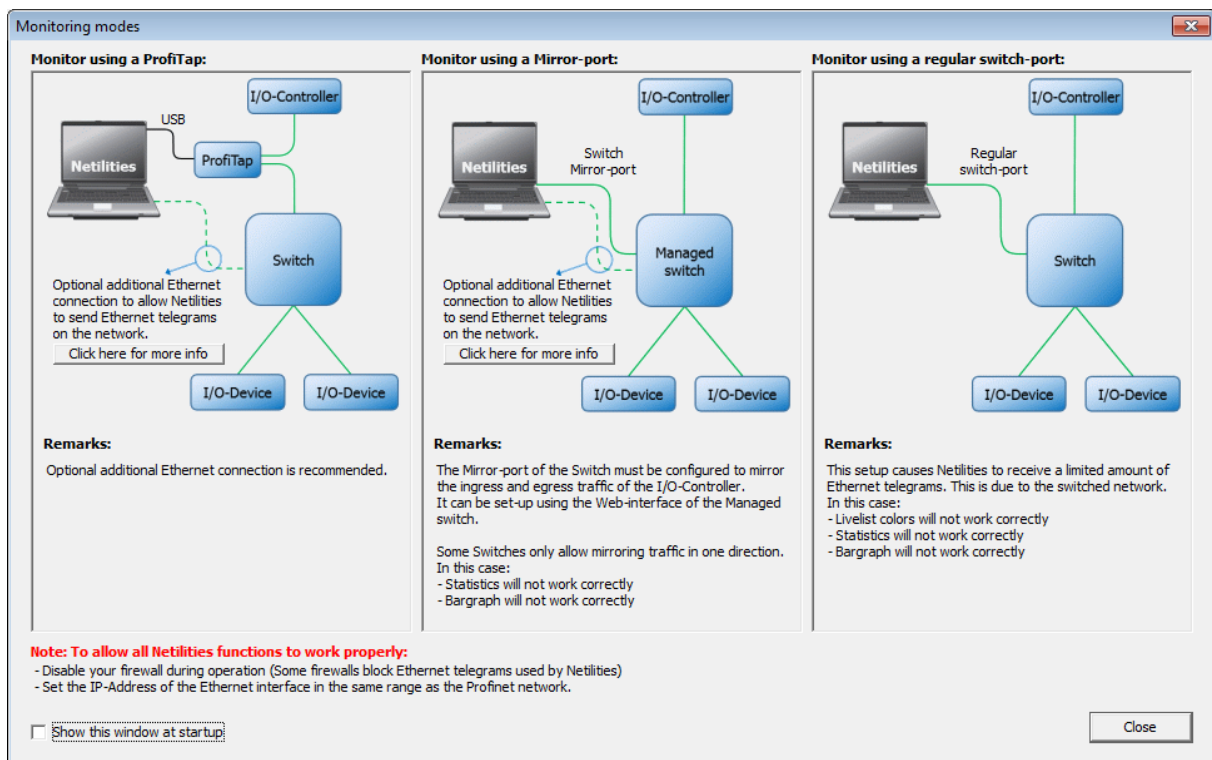 Monitoring modes
Monitor using a ProfiTap:
I/O-Controller
USB
Netilities
ProfiTap
Switch
Optional additional Ethernet
connection to allow Netilities
to send Ethernet telegrams
on the network.
Click here for more info
I/O-Device
I/O-Device
Remarks:
Optional additional Ethernet connection is recommended.
Monitor using a Mirror-port:
I/O-Controller
Switch
Mirror-port
Netilities
Managed
switch
Optional additional Ethernet
connection to allow Netilities
to send Ethernet telegrams
on the network.
Click here for more info
I/O-Device
I/O-Device
Remarks:
The Mirror-port of the Switch must be configured to mirror
the ingress and egress traffic of the I/O-Controller.
It can be set-up using the Web-interface of the Managed
switch.
Some Switches only allow mirroring traffic in one direction.
In this case:
- Statistics will not work correctly
- Bargraph will not work correctly
Monitor using a regular switch-port:
I/O-Controller
Regular
switch-port
Netilities
Switch
I/O-Device
I/O-Device
Remarks:
This setup causes Netilities to receive a limited amount of
Ethernet telegrams. This is due to the switched network.
In this case:
- Livelist colors will not work correctly
- Statistics will not work correctly
- Bargraph will not work correctly
Note: To allow all Netilities functions to work properly:
- Disable your firewall during operation (Some firewalls block Ethernet telegrams used by Netilities)
- Set the IP-Address of the Ethernet interface in the same range as the Profinet network.
Show this window at startup
Close